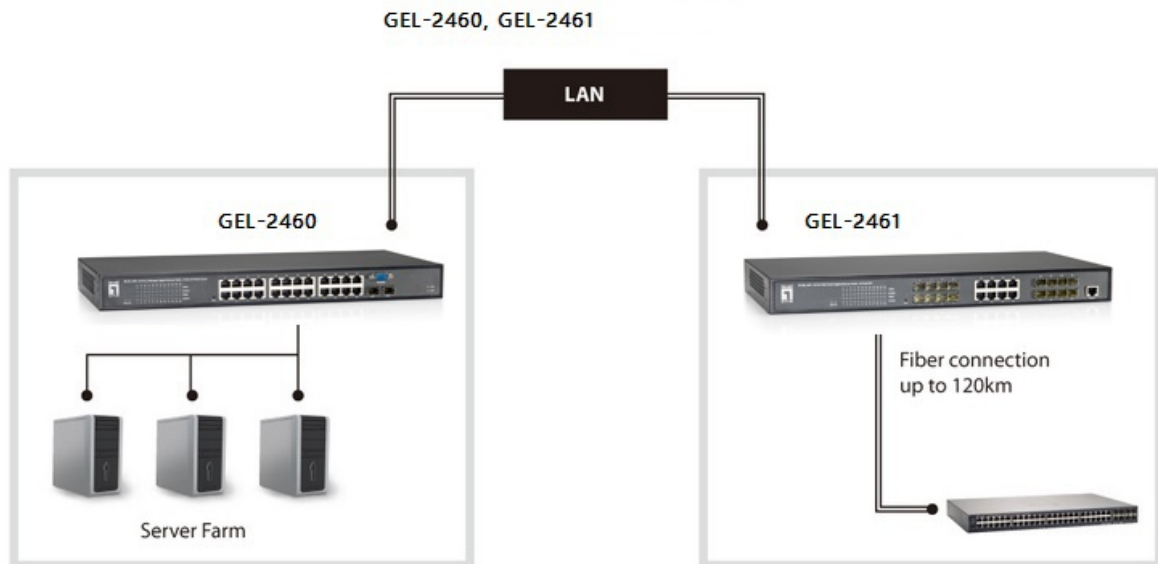 GEL-2460, GEL-2461
LAN
GEL-2460
GEL-2461
Fiber connection
up to 120km
Server Farm